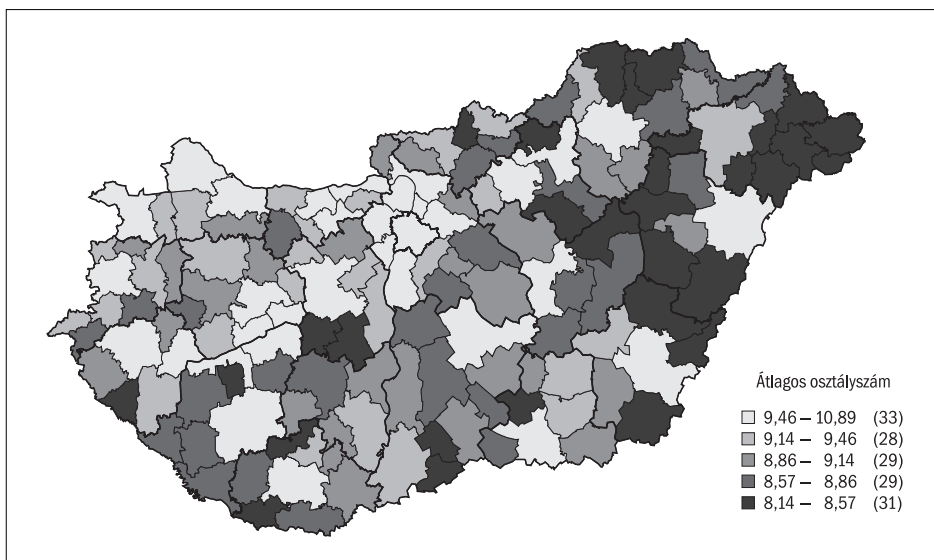 Átlagos osztályszám
9,46 – 10,89 (33)
9,14 – 9,46 (28)
8,86 – 9,14 (29)
8,57 – 8,86 (29)
8,14 – 8,57 (31)